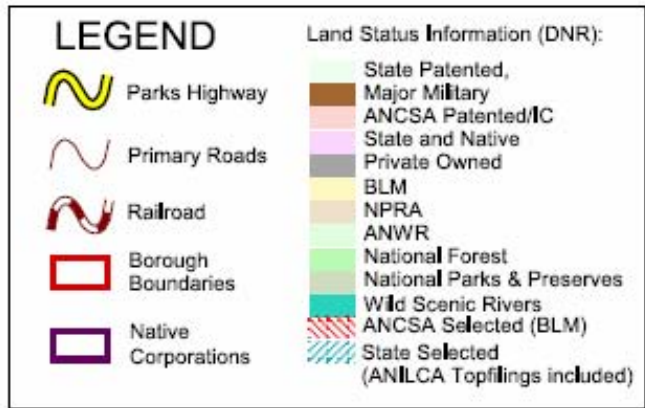 LEGEND
Parks Highway
Primary Roads
Railroad
Borough
Boundaries
Native
Corporations
Land Status Information (DNR):
State Patented,
Major Military
ANCSA Patented/IC
State and Native
Private Owned
BLM
NPRA
ANWR
National Forest
National Parks & Preserves
Wild Scenic Rivers
ANCSA Selected (BLM)
State Selected
(ANILCA Topfilings included)